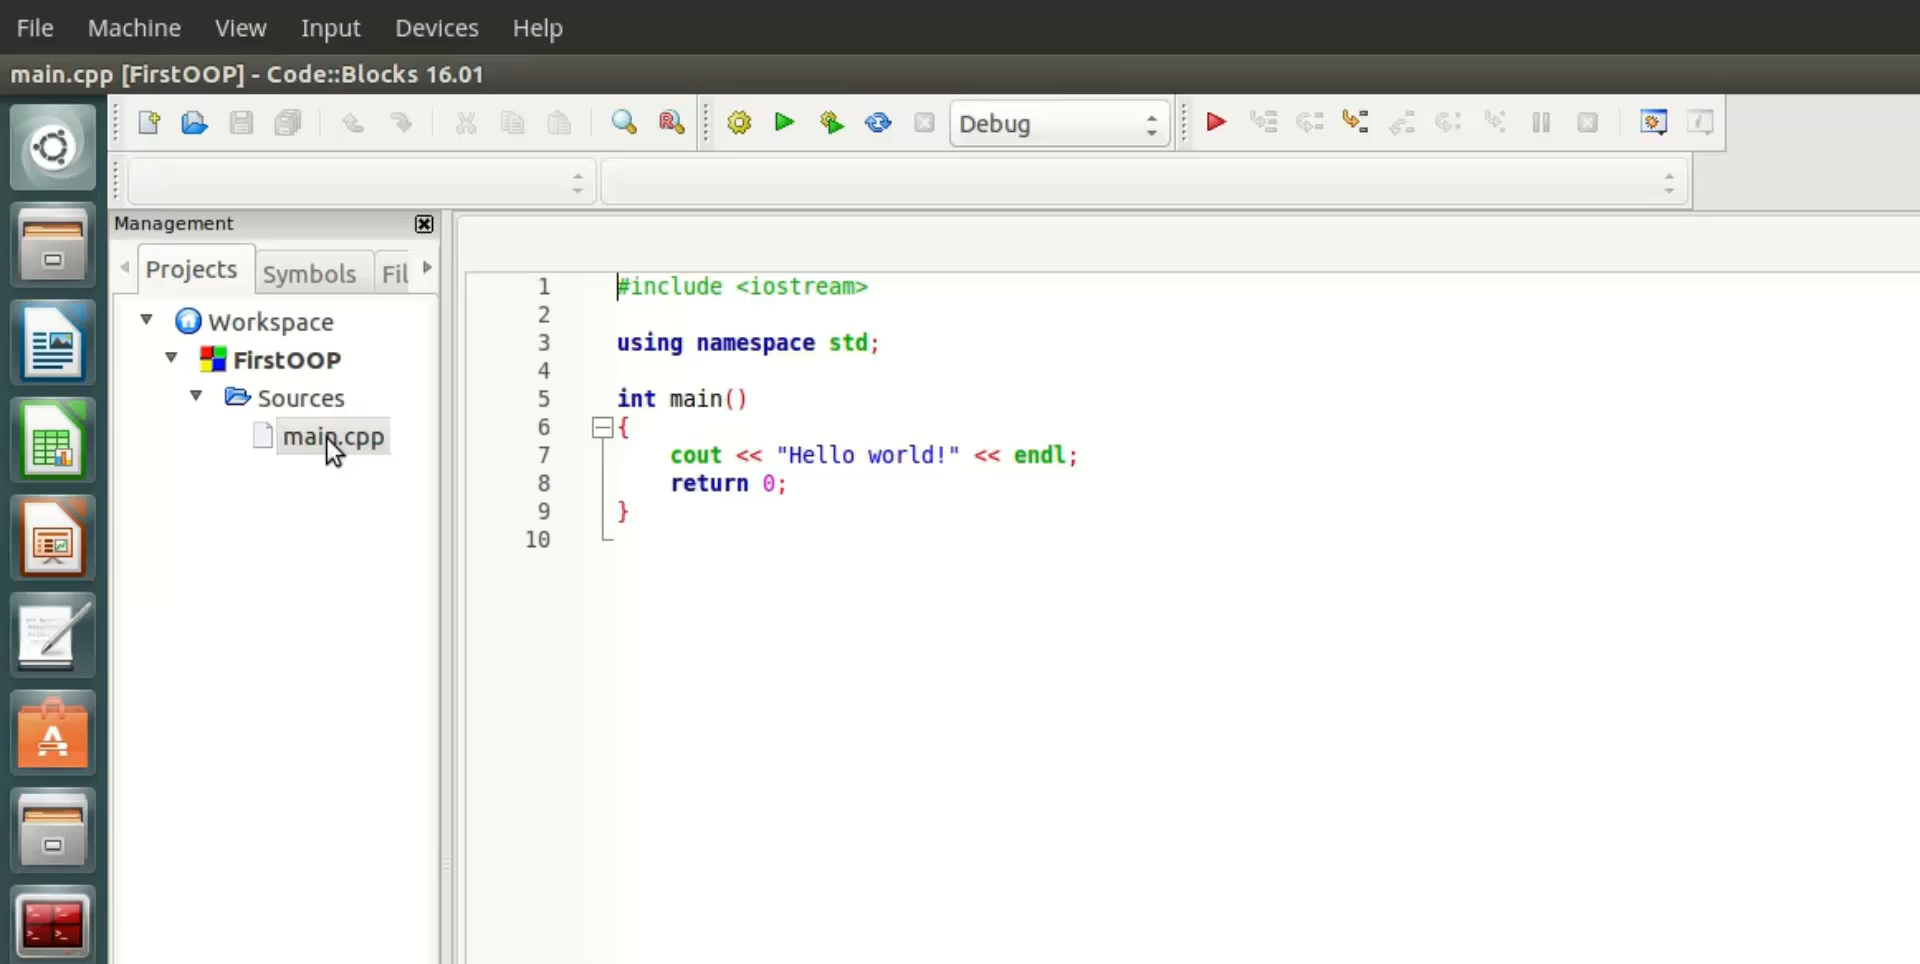 File Machine View Input Devices Help
main.cpp [FirstOOP] - Code::Blocks 16.01
Debug
Management
Projects Symbols Fil
Workspace
FirstOOP
Sources
main.cpp
1 #include <iostream>
2
3 using namespace std;
4
5 int main()
6 {
7     cout << "Hello world!" << endl;
8     return 0;
9 }
10